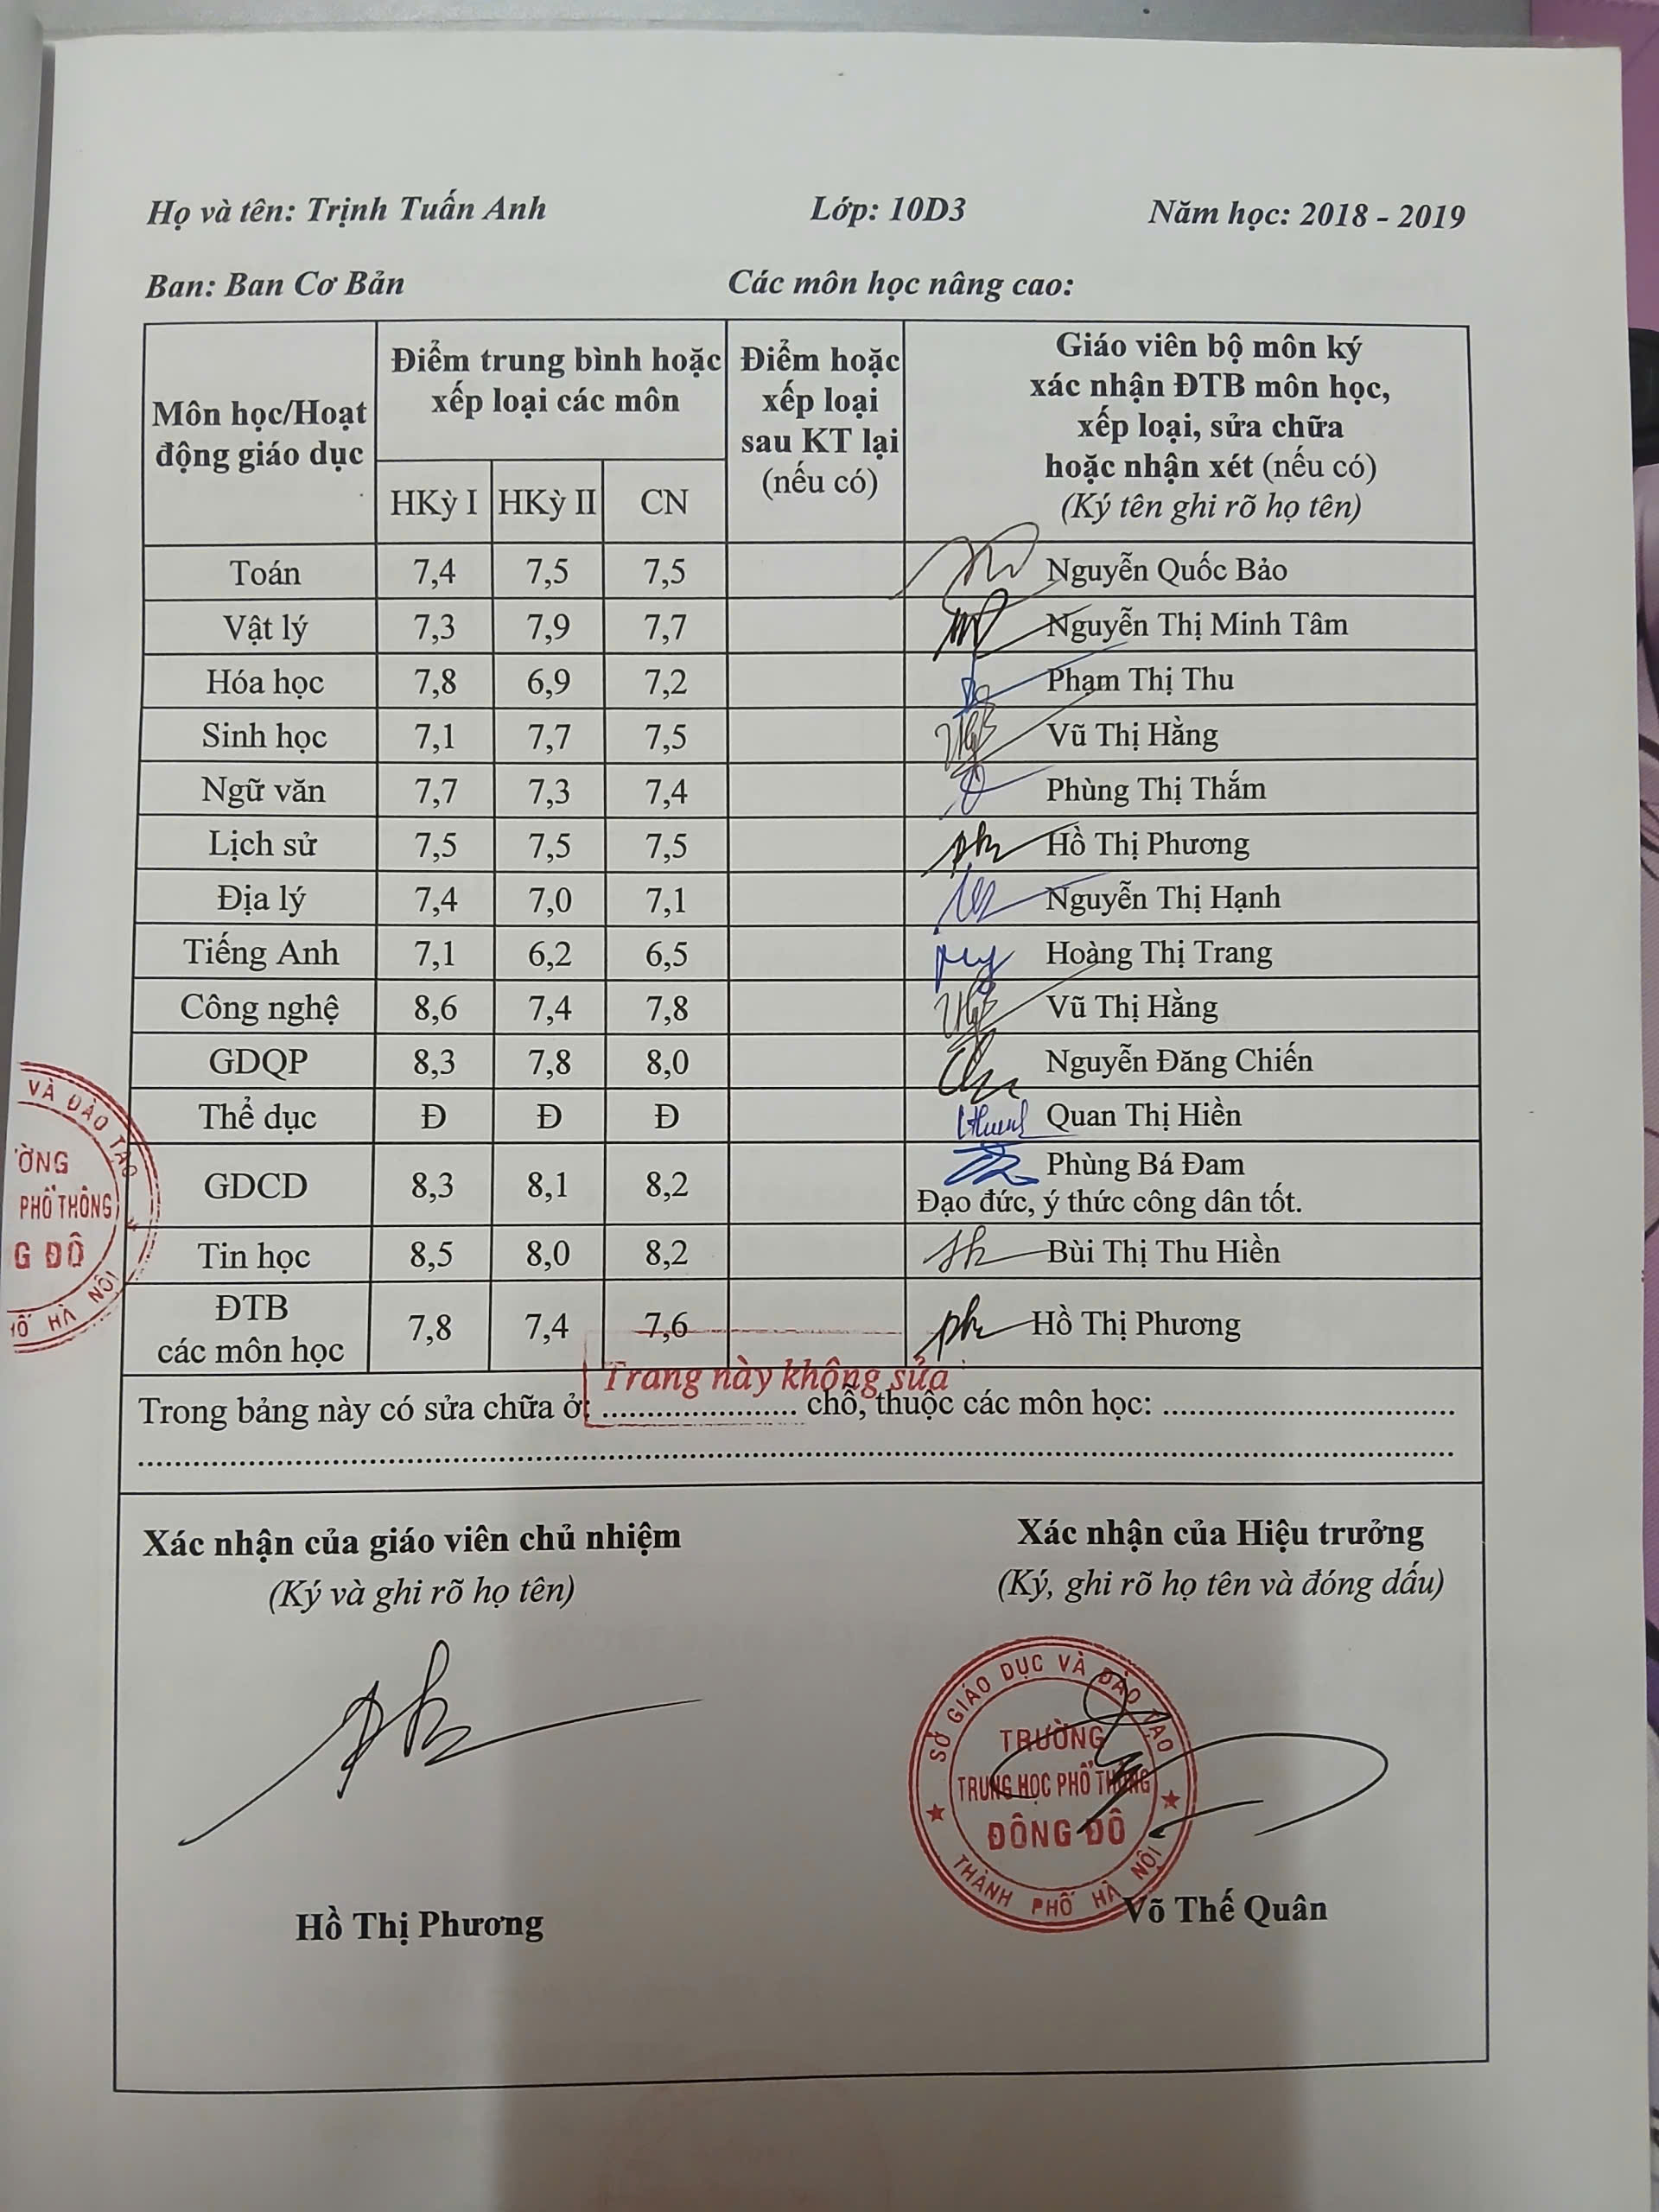 Họ và tên: Trịnh Tuấn Anh Lớp: 10D3 Năm học: 2018 - 2019
Ban: Ban Cơ Bản Các môn học nâng cao:
Môn học/Hoạt động giáo dục
Điểm trung bình hoặc xếp loại các môn
Điểm hoặc xếp loại sau KT lại (nếu có)
Giáo viên bộ môn ký
xác nhận ĐTB môn học,
xếp loại, sửa chữa
hoặc nhận xét (nếu có)
(Ký tên ghi rõ họ tên)
HKỳ I HKỳ II CN
Toán 7,4 7,5 7,5 Nguyễn Quốc Bảo
Vật lý 7,3 7,9 7,7 Nguyễn Thị Minh Tâm
Hóa học 7,8 6,9 7,2 Phạm Thị Thu
Sinh học 7,1 7,7 7,5 Vũ Thị Hằng
Ngữ văn 7,7 7,3 7,4 Phùng Thị Thắm
Lịch sử 7,5 7,5 7,5 Hồ Thị Phương
Địa lý 7,4 7,0 7,1 Nguyễn Thị Hạnh
Tiếng Anh 7,1 6,2 6,5 Hoàng Thị Trang
Công nghệ 8,6 7,4 7,8 Vũ Thị Hằng
GDQP 8,3 7,8 8,0 Nguyễn Đăng Chiến
Thể dục Đ Đ Đ Quan Thị Hiền
GDCD 8,3 8,1 8,2 Phùng Bá Đam
Đạo đức, ý thức công dân tốt.
Tin học 8,5 8,0 8,2 Bùi Thị Thu Hiền
ĐTB các môn học 7,8 7,4 7,6 Hồ Thị Phương
VÀ ĐÀO TẠO
ỜNG
PHỔ THÔNG
G ĐÔ
HÀ NỘI
Trang này không sửa
Trong bảng này có sửa chữa ở: ..................... chỗ, thuộc các môn học: ...............................
Xác nhận của giáo viên chủ nhiệm Xác nhận của Hiệu trưởng
(Ký và ghi rõ họ tên) (Ký, ghi rõ họ tên và đóng dấu)
SỞ GIÁO DỤC VÀ ĐÀO TẠO
TRƯỜNG
TRUNG HỌC PHỔ THÔNG
ĐÔNG ĐÔ
THÀNH PHỐ HÀ NỘI
Hồ Thị Phương Võ Thế Quân